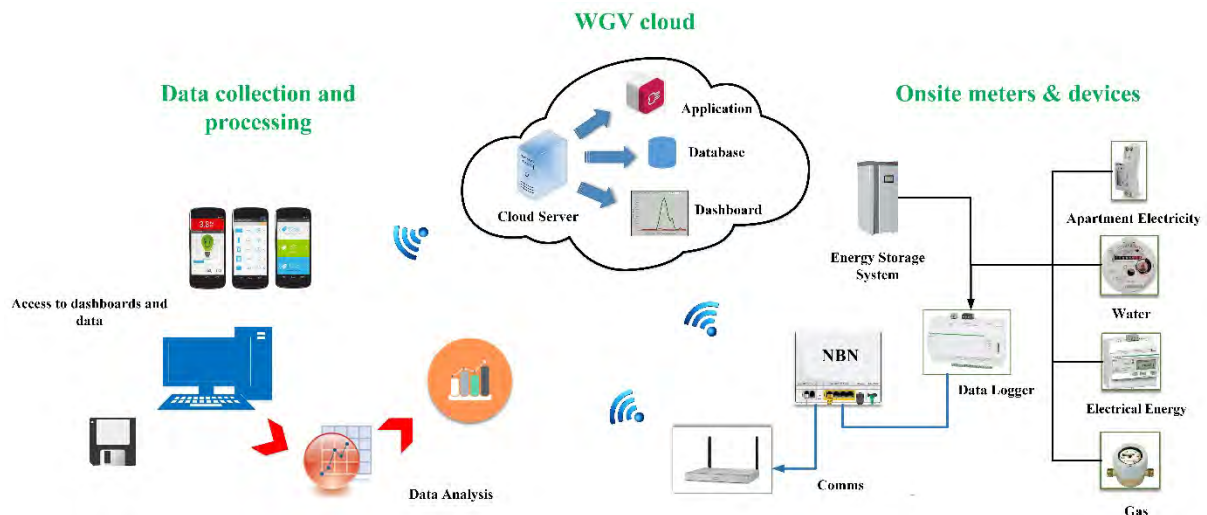 WGV cloud
Data collection and
processing
Onsite meters & devices
Application
Database
Dashboard
Cloud Server
Energy Storage
System
Apartment Electricity
Water
Electrical Energy
Gas
Access to dashboards and
data
NBN
Data Logger
Comms
Data Analysis